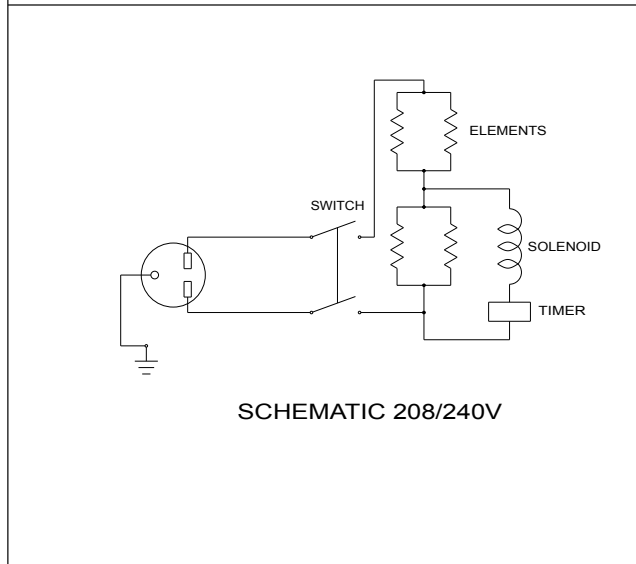 ELEMENTS
SWITCH
SOLENOID
TIMER
SCHEMATIC 208/240V